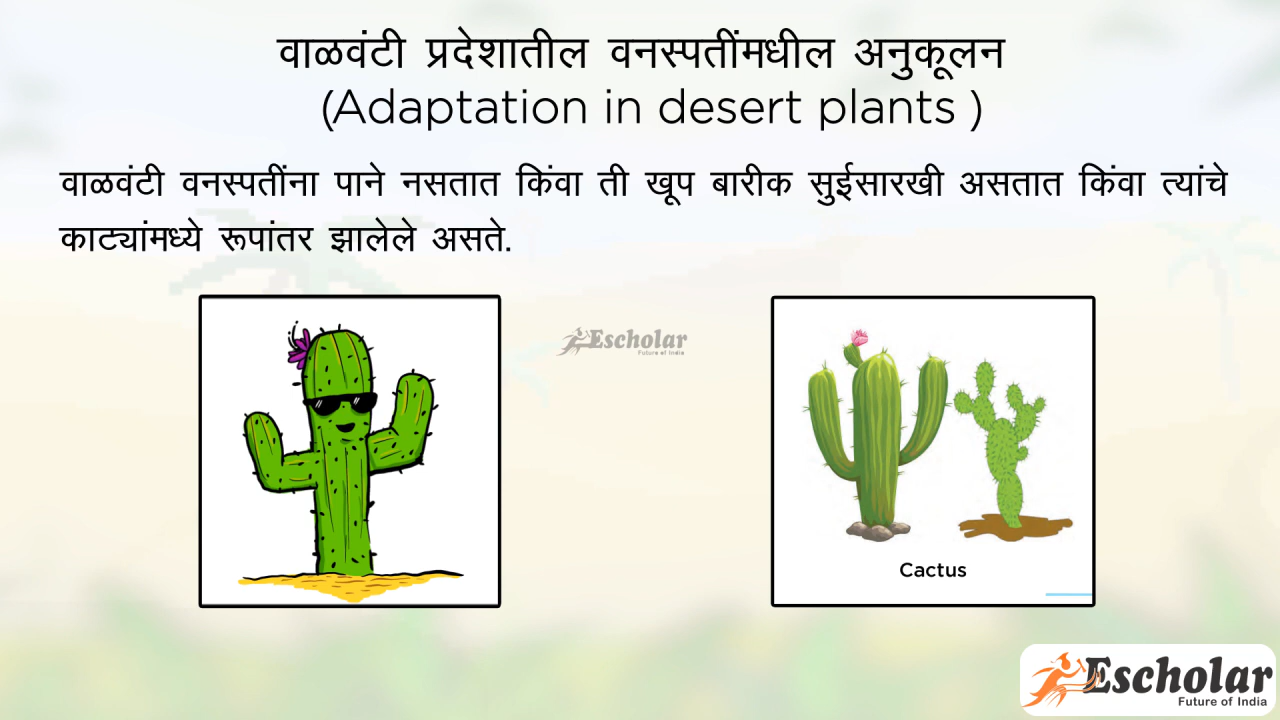 वाळवंटी प्रदेशातील वनस्पतींमधील अनुकूलन
(Adaptation in desert plants )
वाळवंटी वनस्पतींना पाने नसतात किंवा ती खूप बारीक सुईसारखी असतात किंवा त्यांचे
काट्यांमध्ये रूपांतर झालेले असते.
Escholar
Future of India
Cactus
Escholar
Future of India